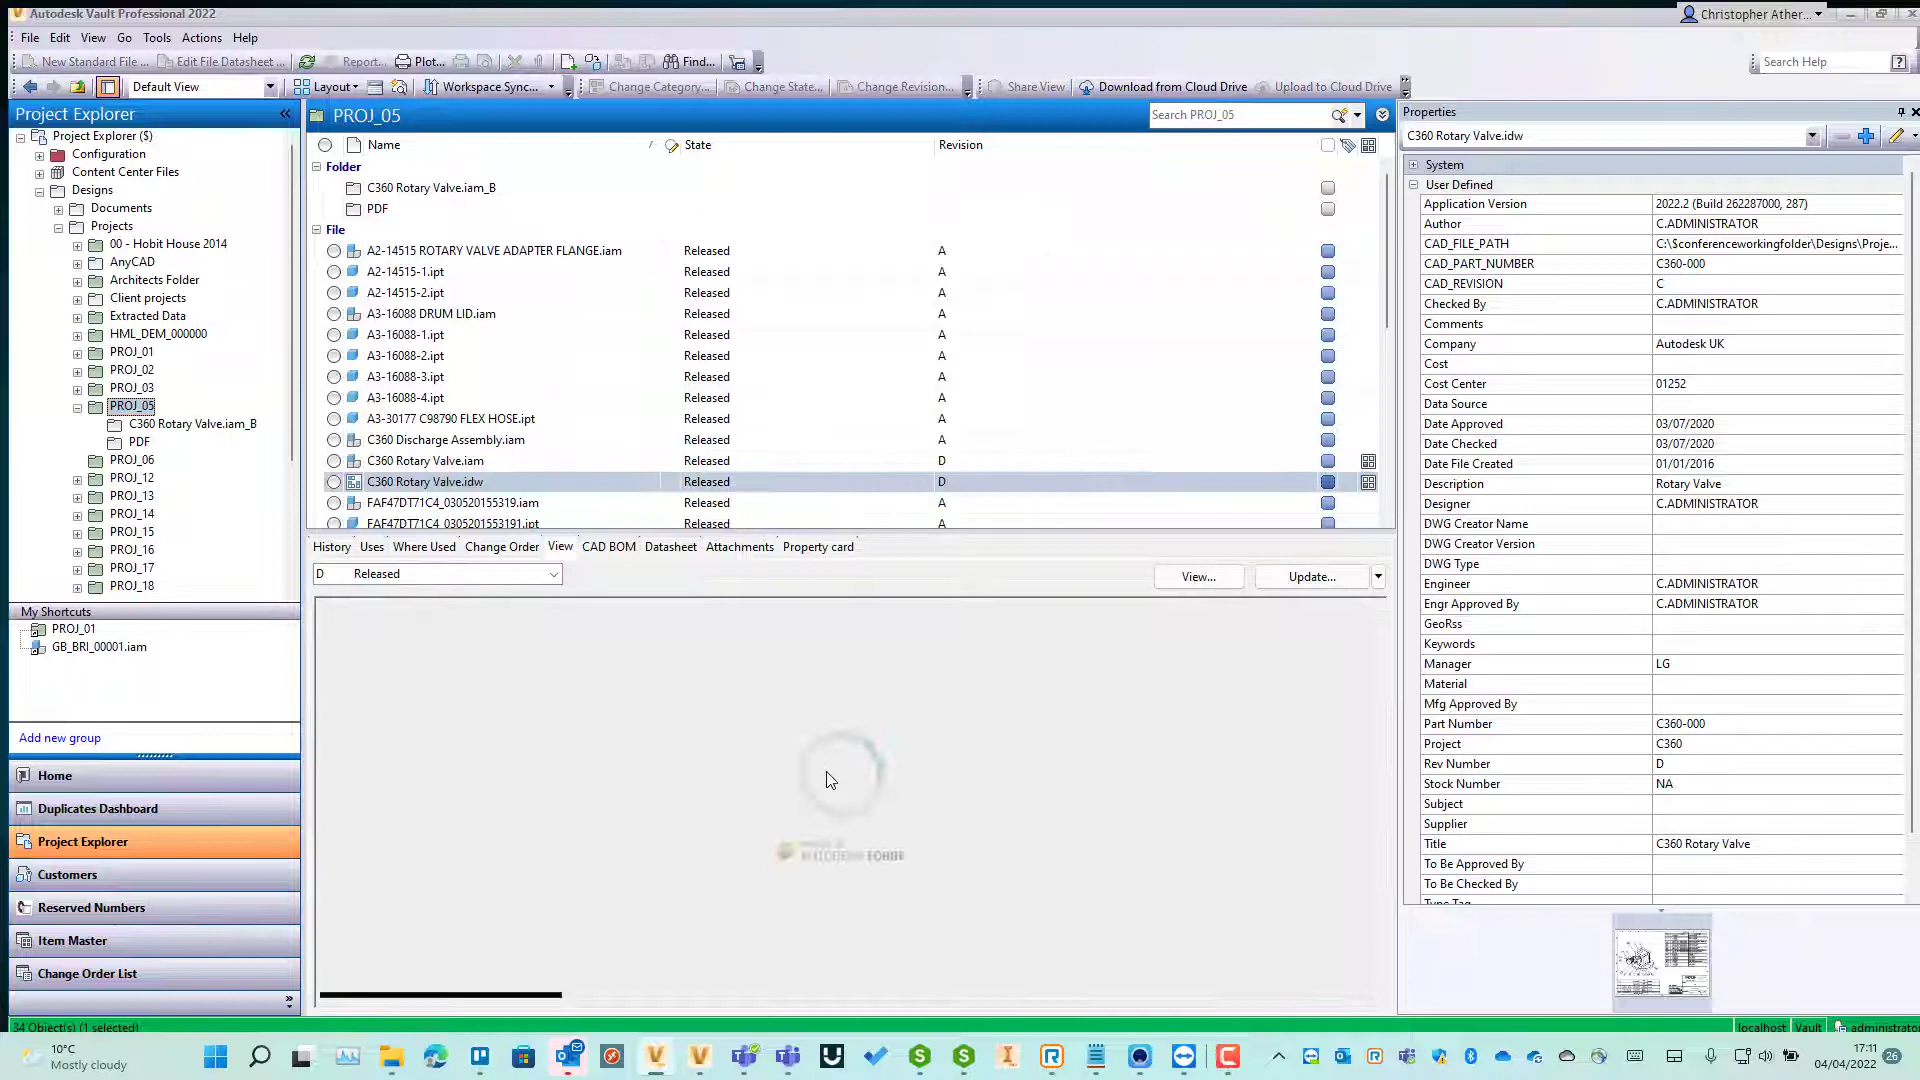 Autodesk Vault Professional 2022
Christopher Ather...
File Edit View Go Tools Actions Help
New Standard File ... Edit File Datasheet ... Report... Plot... Find...
Search Help
Default View Layout Workspace Sync... Change Category... Change State... Change Revision... Share View Download from Cloud Drive Upload to Cloud Drive
Project Explorer
Project Explorer ($)
Configuration
Content Center Files
Designs
Documents
Projects
00 - Hobit House 2014
AnyCAD
Architects Folder
Client projects
Extracted Data
HML_DEM_000000
PROJ_01
PROJ_02
PROJ_03
PROJ_05
C360 Rotary Valve.iam_B
PDF
PROJ_06
PROJ_12
PROJ_13
PROJ_14
PROJ_15
PROJ_16
PROJ_17
PROJ_18
My Shortcuts
PROJ_01
GB_BRI_00001.iam
Add new group
Home
Duplicates Dashboard
Project Explorer
Customers
Reserved Numbers
Item Master
Change Order List
34 Object(s) (1 selected)
PROJ_05
Search PROJ_05
Name State Revision
Folder
C360 Rotary Valve.iam_B
PDF
File
A2-14515 ROTARY VALVE ADAPTER FLANGE.iam Released A
A2-14515-1.ipt Released A
A2-14515-2.ipt Released A
A3-16088 DRUM LID.iam Released A
A3-16088-1.ipt Released A
A3-16088-2.ipt Released A
A3-16088-3.ipt Released A
A3-16088-4.ipt Released A
A3-30177 C98790 FLEX HOSE.ipt Released A
C360 Discharge Assembly.iam Released A
C360 Rotary Valve.iam Released D
C360 Rotary Valve.idw Released D
FAF47DT71C4_030520155319.iam Released A
FAF47DT71C4_0305201553191.ipt Released A
History Uses Where Used Change Order View CAD BOM Datasheet Attachments Property card
D Released
View... Update...
Properties
C360 Rotary Valve.idw
System
User Defined
Application Version 2022.2 (Build 262287000, 287)
Author C.ADMINISTRATOR
CAD_FILE_PATH C:\$conferenceworkingfolder\Designs\Proje...
CAD_PART_NUMBER C360-000
CAD_REVISION C
Checked By C.ADMINISTRATOR
Comments
Company Autodesk UK
Cost
Cost Center 01252
Data Source
Date Approved 03/07/2020
Date Checked 03/07/2020
Date File Created 01/01/2016
Description Rotary Valve
Designer C.ADMINISTRATOR
DWG Creator Name
DWG Creator Version
DWG Type
Engineer C.ADMINISTRATOR
Engr Approved By C.ADMINISTRATOR
GeoRss
Keywords
Manager LG
Material
Mfg Approved By
Part Number C360-000
Project C360
Rev Number D
Stock Number NA
Subject
Supplier
Title C360 Rotary Valve
To Be Approved By
To Be Checked By
Type Tag
localhost Vault administrator
10°C
Mostly cloudy
17:11
04/04/2022
26